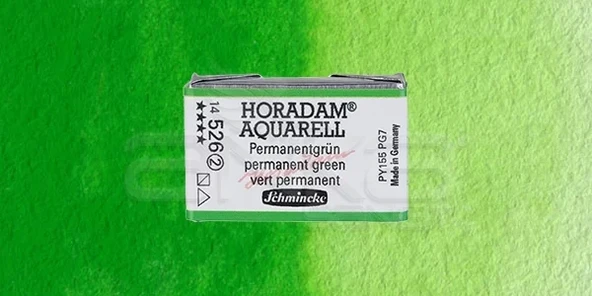 HORADAM®
AQUARELL
Permanentgrün
permanent green
vert permanent
Schmincke
14 526 2
★★★★
PY155 PG7
Made in Germany